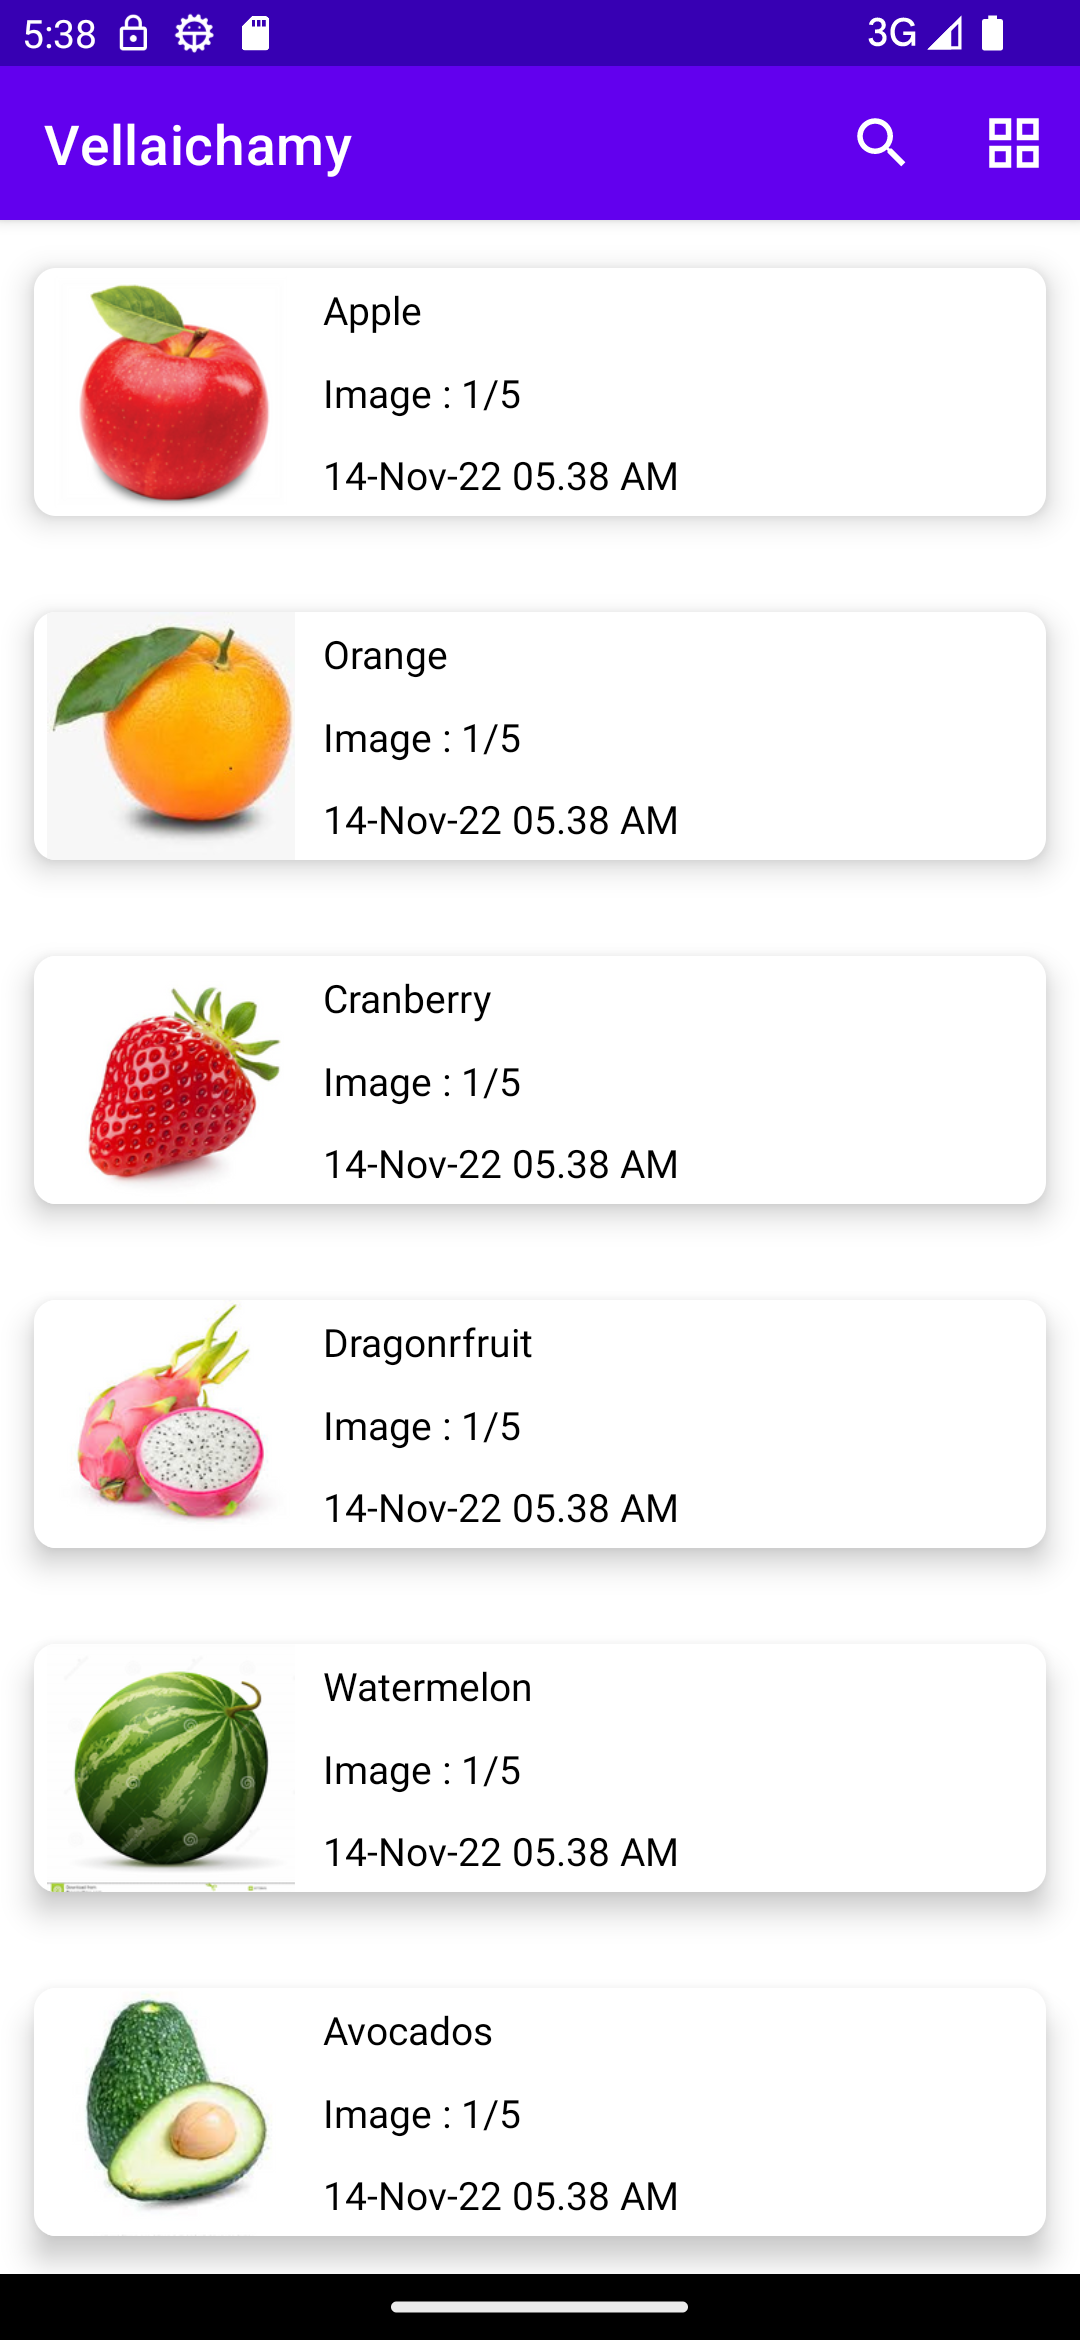 5:38 3G
Vellaichamy
Apple
Image : 1/5
14-Nov-22 05.38 AM
Orange
Image : 1/5
14-Nov-22 05.38 AM
Cranberry
Image : 1/5
14-Nov-22 05.38 AM
Dragonrfruit
Image : 1/5
14-Nov-22 05.38 AM
Watermelon
Image : 1/5
14-Nov-22 05.38 AM
Avocados
Image : 1/5
14-Nov-22 05.38 AM